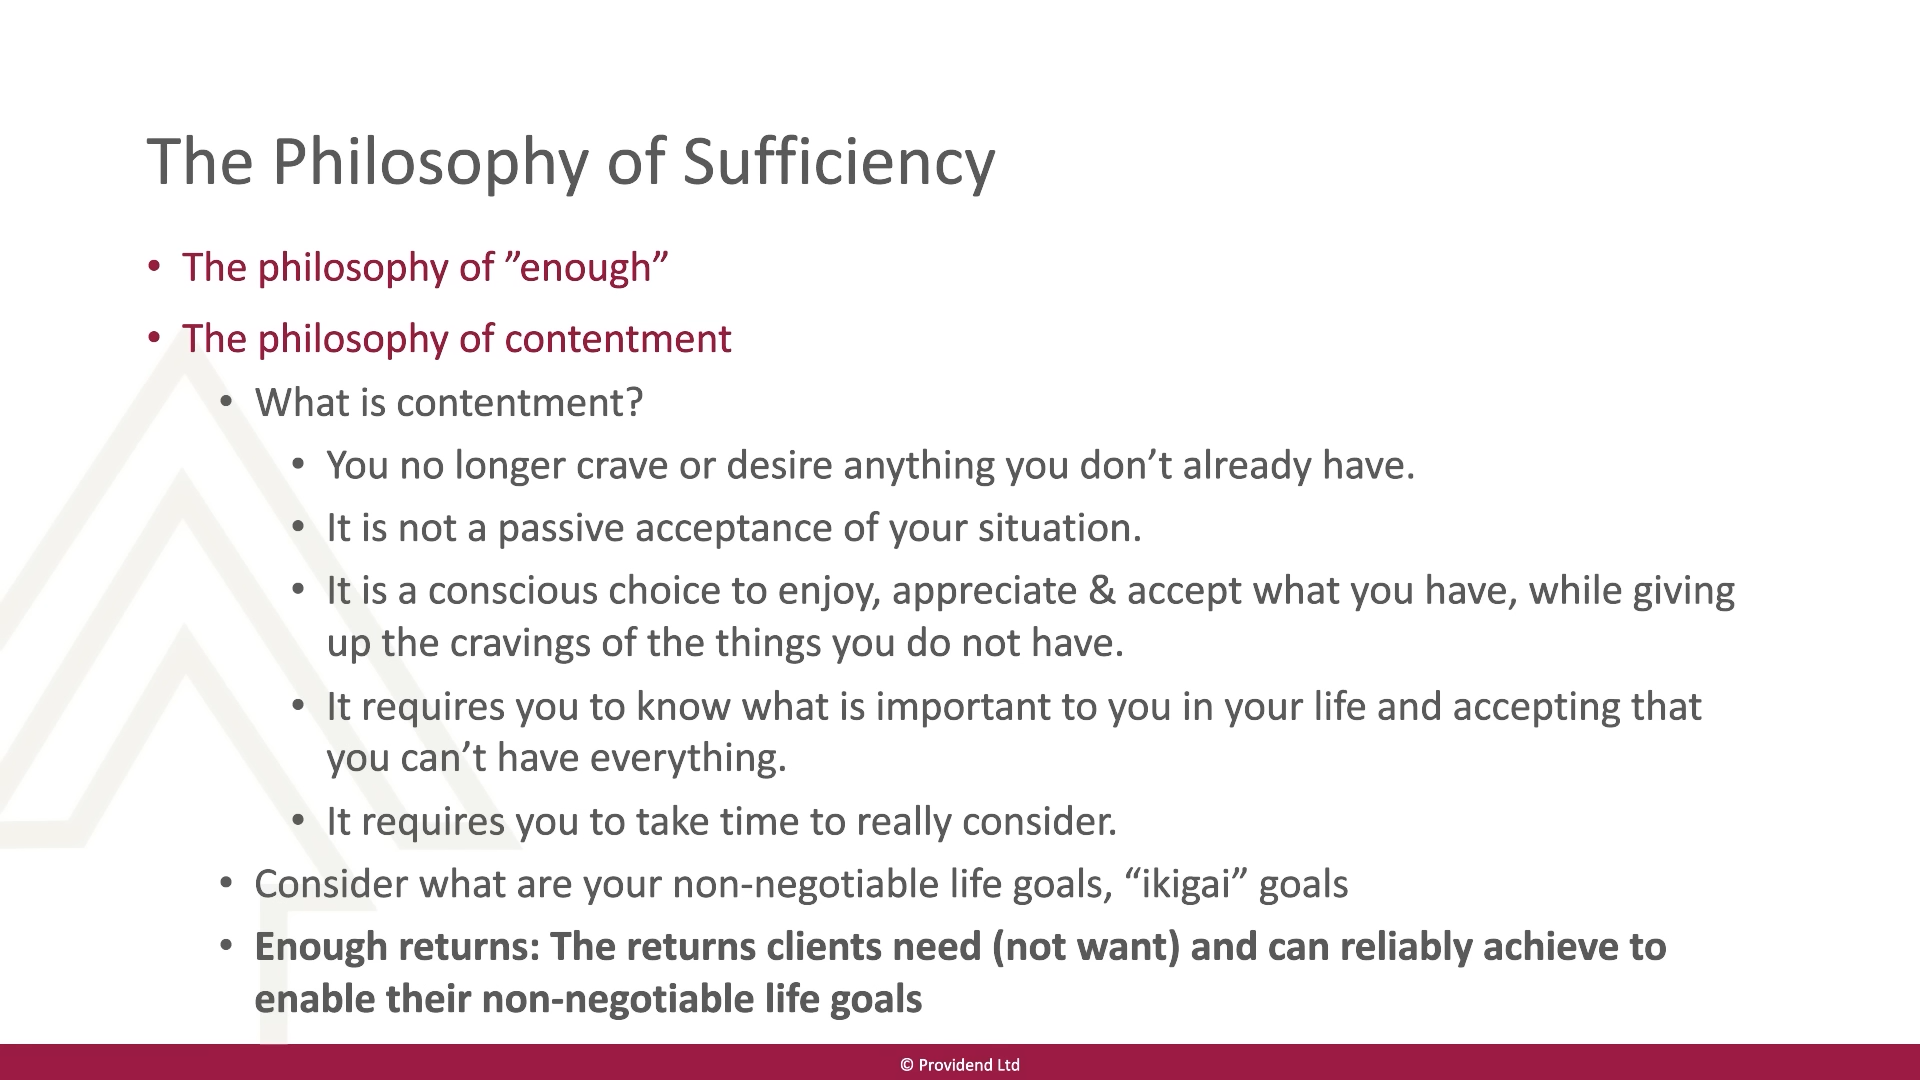 The Philosophy of Sufficiency
• The philosophy of ”enough”
• The philosophy of contentment
• What is contentment?
• You no longer crave or desire anything you don’t already have.
• It is not a passive acceptance of your situation.
• It is a conscious choice to enjoy, appreciate & accept what you have, while giving
up the cravings of the things you do not have.
• It requires you to know what is important to you in your life and accepting that
you can’t have everything.
• It requires you to take time to really consider.
• Consider what are your non-negotiable life goals, “ikigai” goals
• Enough returns: The returns clients need (not want) and can reliably achieve to
enable their non-negotiable life goals
© Providend Ltd